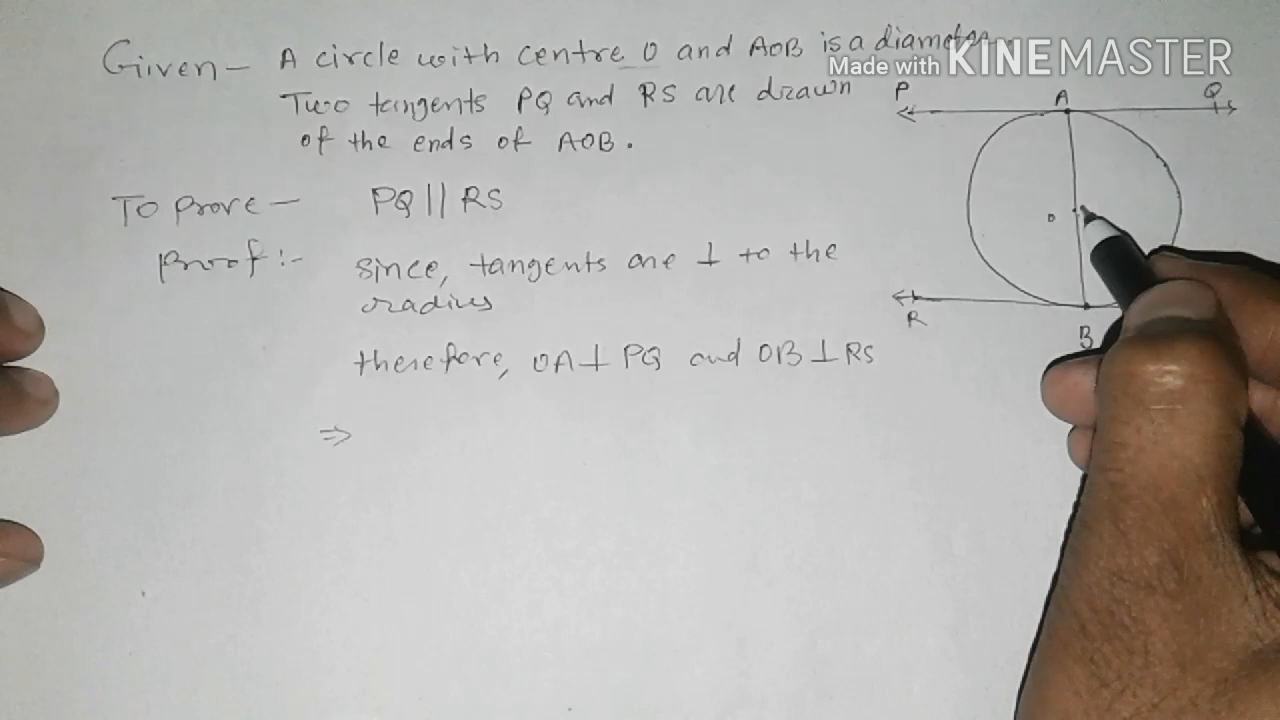 Given - A circle with centre O and AOB is a diameter.
Made with KINEMASTER
Two tangents PQ and RS are drawn
of the ends of AOB.
P A Q
To prove - PQ || RS
Proof :- since, tangents are ⊥ to the
radius
O
R
B
therefore, OA ⊥ PQ and OB ⊥ RS
⇒